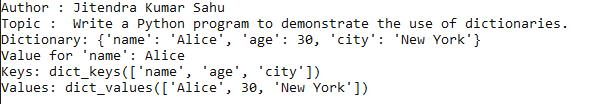 Author : Jitendra Kumar Sahu
Topic :  Write a Python program to demonstrate the use of dictionaries.
Dictionary: {'name': 'Alice', 'age': 30, 'city': 'New York'}
Value for 'name': Alice
Keys: dict_keys(['name', 'age', 'city'])
Values: dict_values(['Alice', 30, 'New York'])